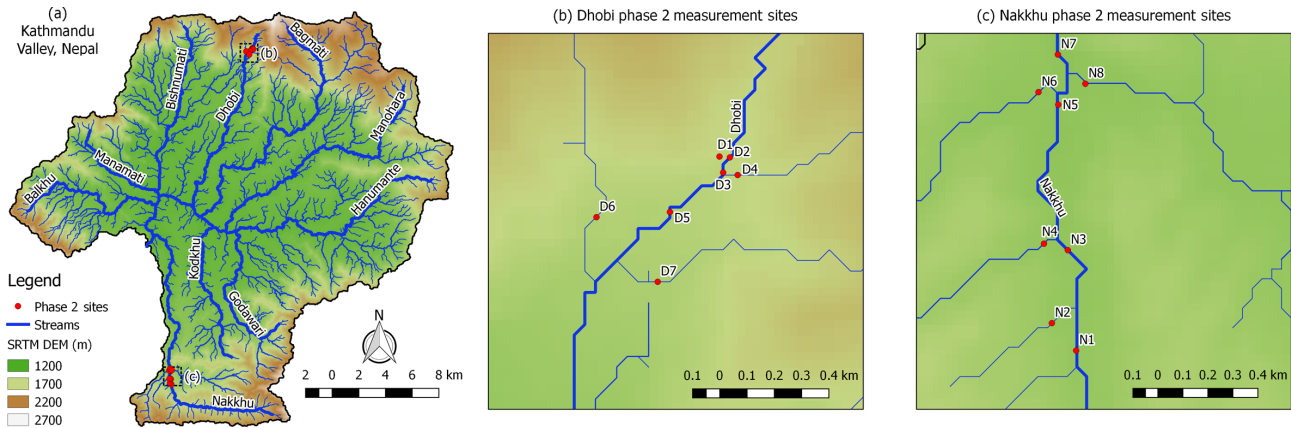 (a)
Kathmandu
Valley, Nepal
Bishnumati
Dhobi
Bagmati
(b)
Manohara
Manamati
Balkhu
Hanumante
Kodkhu
Godawari
(c)
Nakkhu
Legend
Phase 2 sites
Streams
SRTM DEM (m)
1200
1700
2200
2700
N
2 0 2 4 6 8 km
(b) Dhobi phase 2 measurement sites
Dhobi
D1
D2
D4
D3
D5
D6
D7
0.1 0 0.1 0.2 0.3 0.4 km
(c) Nakkhu phase 2 measurement sites
N7
N8
N6
N5
Nakkhu
N4
N3
N2
N1
0.1 0 0.1 0.2 0.3 0.4 km